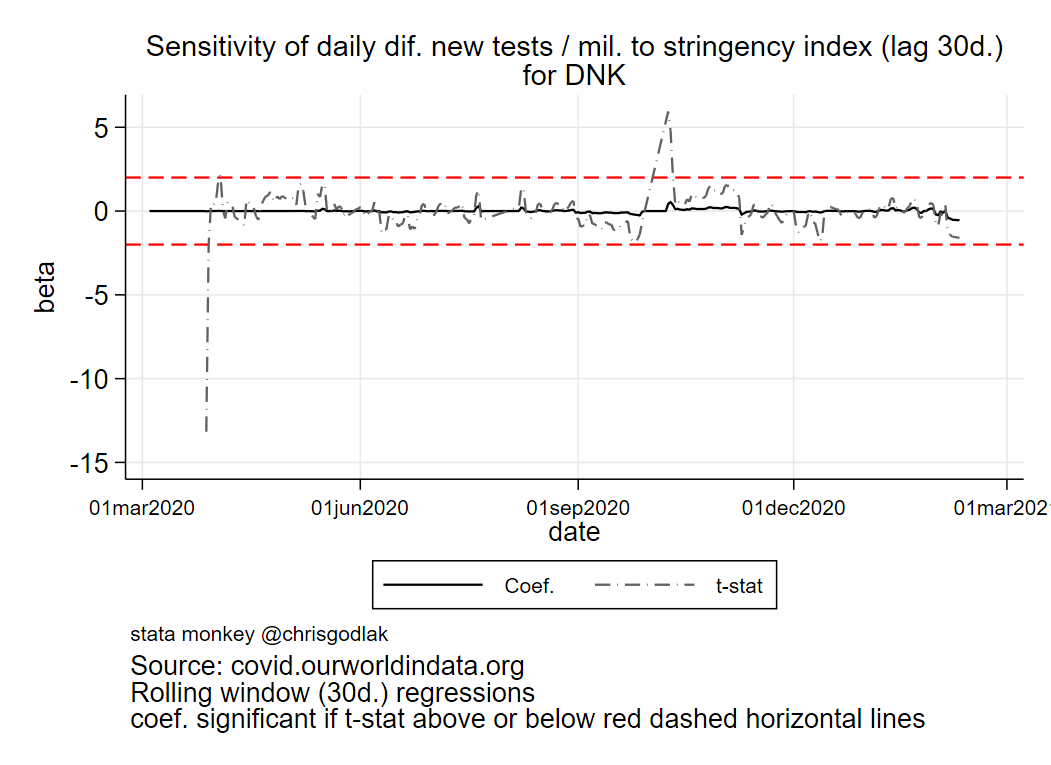 Sensitivity of daily dif. new tests / mil. to stringency index (lag 30d.)
for DNK
5
0
-5
-10
-15
beta
01mar2020
01jun2020
01sep2020
01dec2020
01mar202
date
Coef.
t-stat
stata monkey @chrisgodlak
Source: covid.ourworldindata.org
Rolling window (30d.) regressions
coef. significant if t-stat above or below red dashed horizontal lines